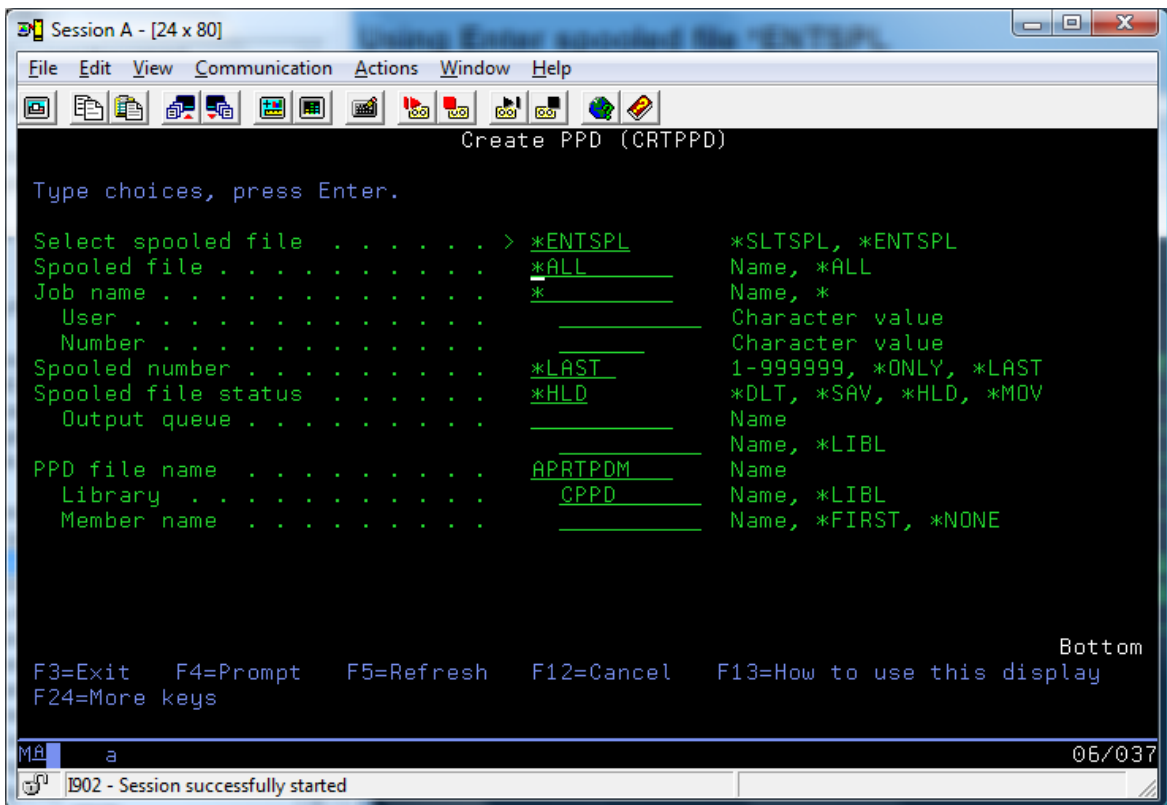 Session A - [24 x 80]
Using Enter spooled file *ENTSPL
File Edit View Communication Actions Window Help
Create PPD (CRTPPD)
Type choices, press Enter.
Select spooled file . . . . . . > *ENTSPL *SLTSPL, *ENTSPL
Spooled file . . . . . . . . . . *ALL Name, *ALL
Job name . . . . . . . . . . . . * Name, *
User . . . . . . . . . . . . . Character value
Number . . . . . . . . . . . . Character value
Spooled number . . . . . . . . . *LAST 1-999999, *ONLY, *LAST
Spooled file status . . . . . . *HLD *DLT, *SAV, *HLD, *MOV
Output queue . . . . . . . . . Name
Name, *LIBL
PPD file name . . . . . . . . . APRTPDM Name
Library . . . . . . . . . . . CPPD Name, *LIBL
Member name . . . . . . . . . Name, *FIRST, *NONE
Bottom
F3=Exit F4=Prompt F5=Refresh F12=Cancel F13=How to use this display
F24=More keys
MA a 06/037
I902 - Session successfully started